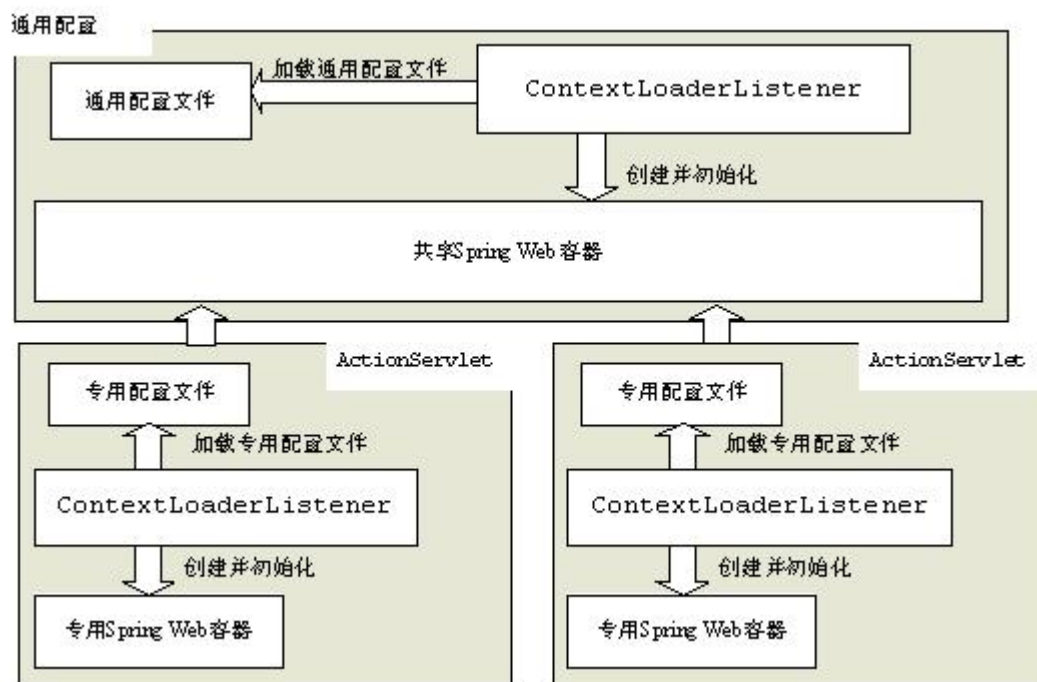 通用配置
加载通用配置文件
通用配置文件
ContextLoaderListener
创建并初始化
共享Spring Web 容器
ActionServlet
专用配置文件
加载专用配置文件
ContextLoaderListener
创建并初始化
专用Spring Web容器
ActionServlet
专用配置文件
加载专用配置文件
ContextLoaderListener
创建并初始化
专用Spring Web容器